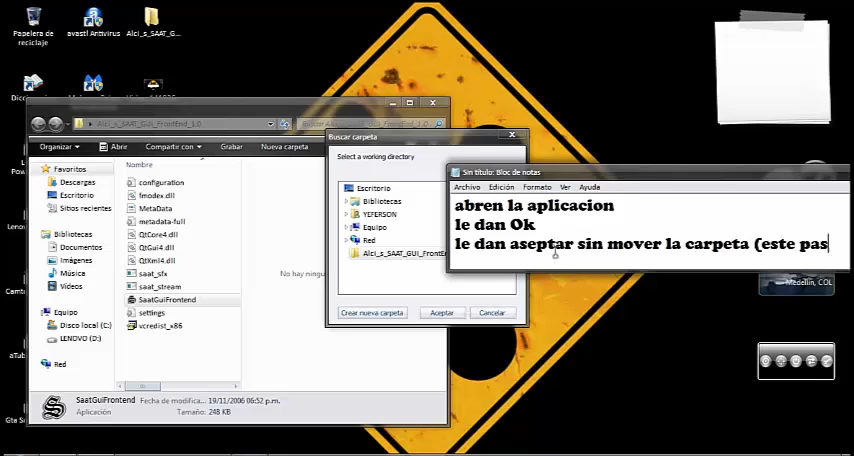 Papelera de
reciclaje
avast! Antivirus
Alci_s_SAAT_G...
Alci_s_SAAT_GUI_FrontEnd_1.0
Organizar
Abrir
Compartir con
Grabar
Nueva carpeta
Favoritos
Descargas
Escritorio
Sitios recientes
Bibliotecas
Documentos
Imágenes
Música
Vídeos
Equipo
Disco local (C:)
LENOVO (D:)
Red
Nombre
configuration
fmodex.dll
MetaData
metadata-full
QtCore4.dll
QtGui4.dll
QtXml4.dll
saat_sfx
saat_stream
SaatGuiFrontend
settings
vcredist_x86
No hay ningu
SaatGuiFrontend
Fecha de modifica... 19/11/2006 06:52 p.m.
Aplicación
Tamaño: 248 KB
Buscar carpeta
Select a working directory
Escritorio
Bibliotecas
YEFERSON
Equipo
Red
Alci_s_SAAT_GUI_FrontEn
Crear nueva carpeta
Aceptar
Cancelar
Sin título: Bloc de notas
Archivo Edición Formato Ver Ayuda
abren la aplicacion
le dan Ok
le dan aseptar sin mover la carpeta (este pas
Medellín, COL